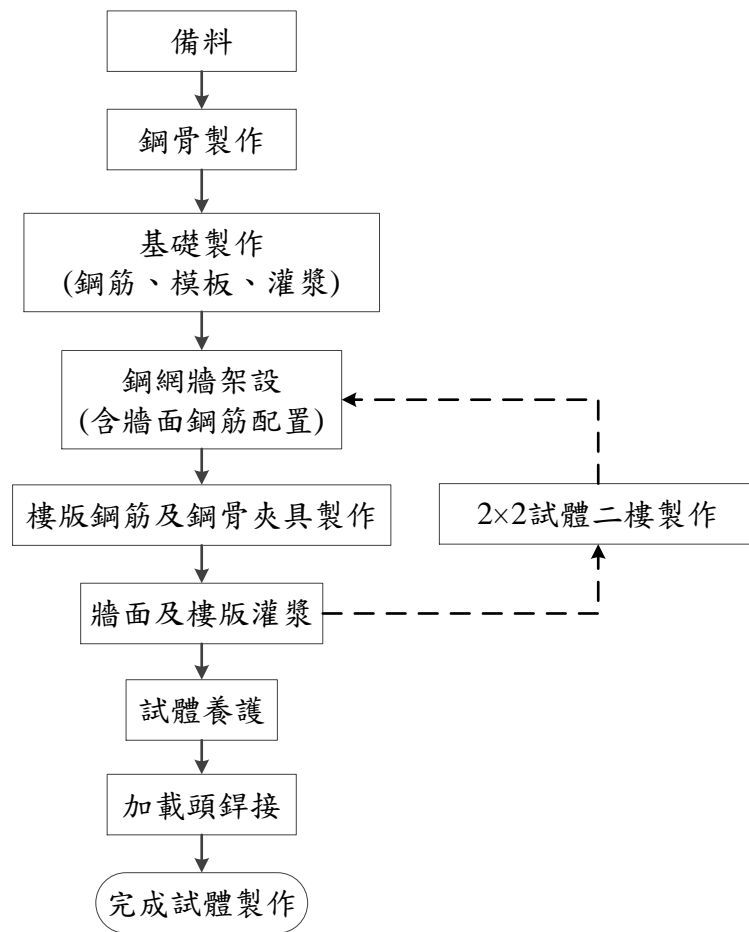 備料
鋼骨製作
基礎製作
(鋼筋、模板、灌漿)
鋼網牆架設
(含牆面鋼筋配置)
樓版鋼筋及鋼骨夾具製作
2×2試體二樓製作
牆面及樓版灌漿
試體養護
加載頭銲接
完成試體製作